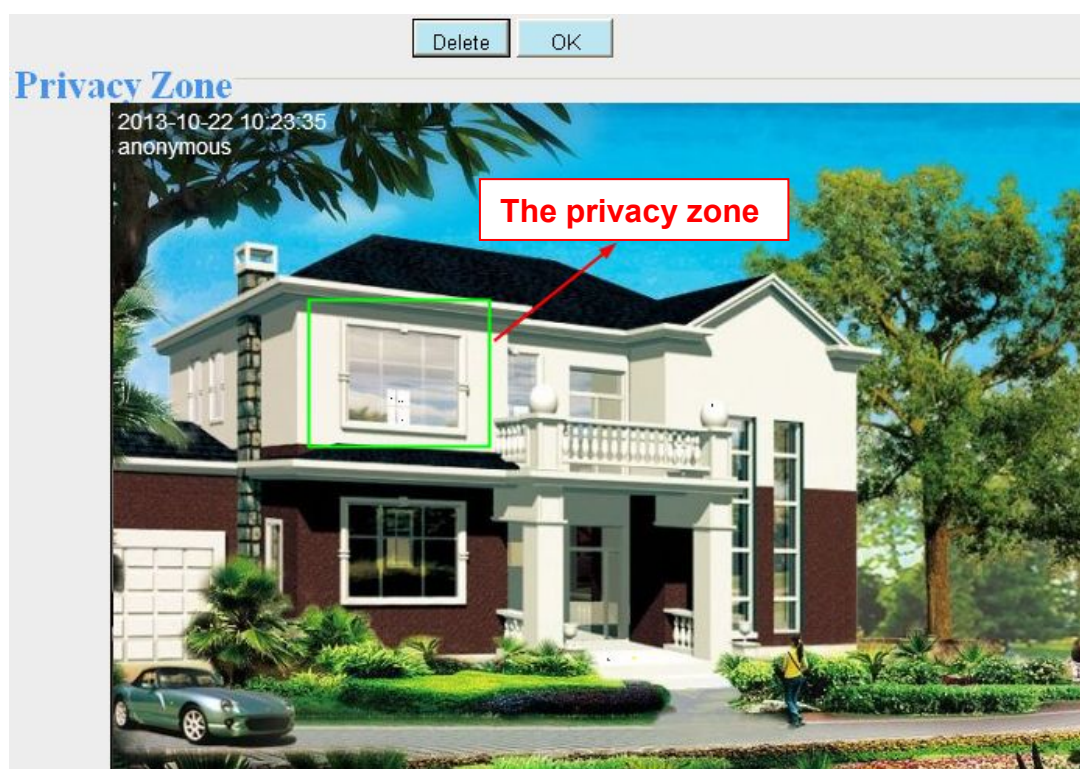 Delete OK
Privacy Zone
2013-10-22 10:23:35
anonymous
The privacy zone